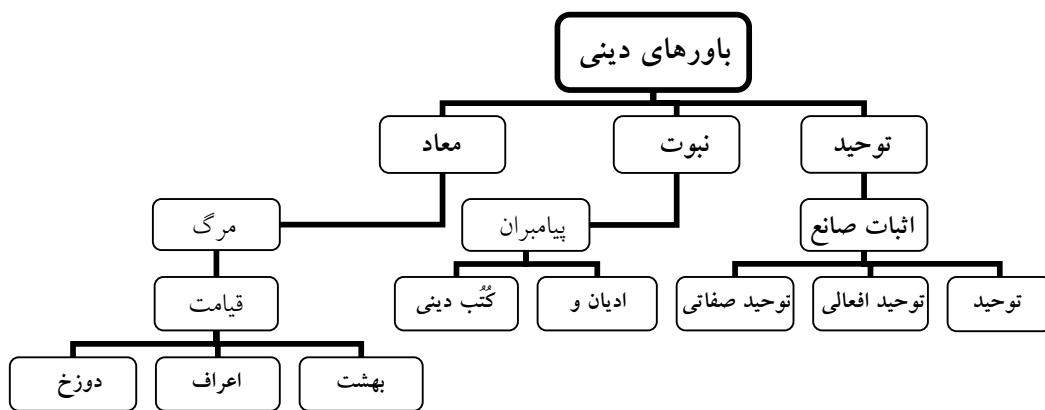 باورهای دینی
توحید
نبوت
معاد
اثبات صانع
پیامبران
مرگ
توحید
توحید افعالی
توحید صفاتی
ادیان و
کُتُب دینی
قیامت
بهشت
اعراف
دوزخ